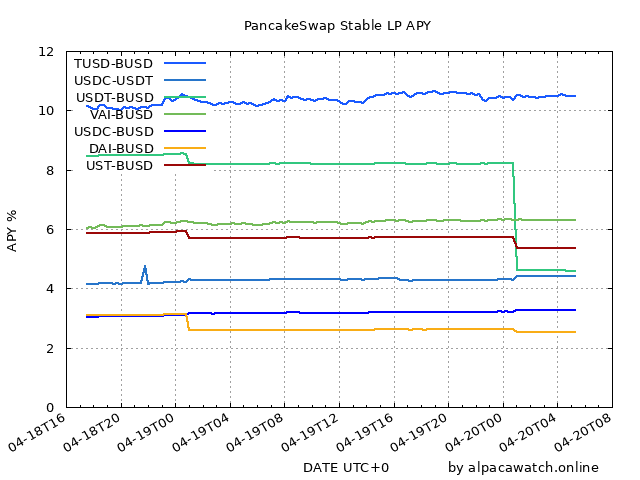 PancakeSwap Stable LP APY
12
10
8
6
4
2
0
APY %
TUSD-BUSD
USDC-USDT
USDT-BUSD
VAI-BUSD
USDC-BUSD
DAI-BUSD
UST-BUSD
04-18T16
04-18T20
04-19T00
04-19T04
04-19T08
04-19T12
04-19T16
04-19T20
04-20T00
04-20T04
04-20T08
DATE UTC+0
by alpacawatch.online